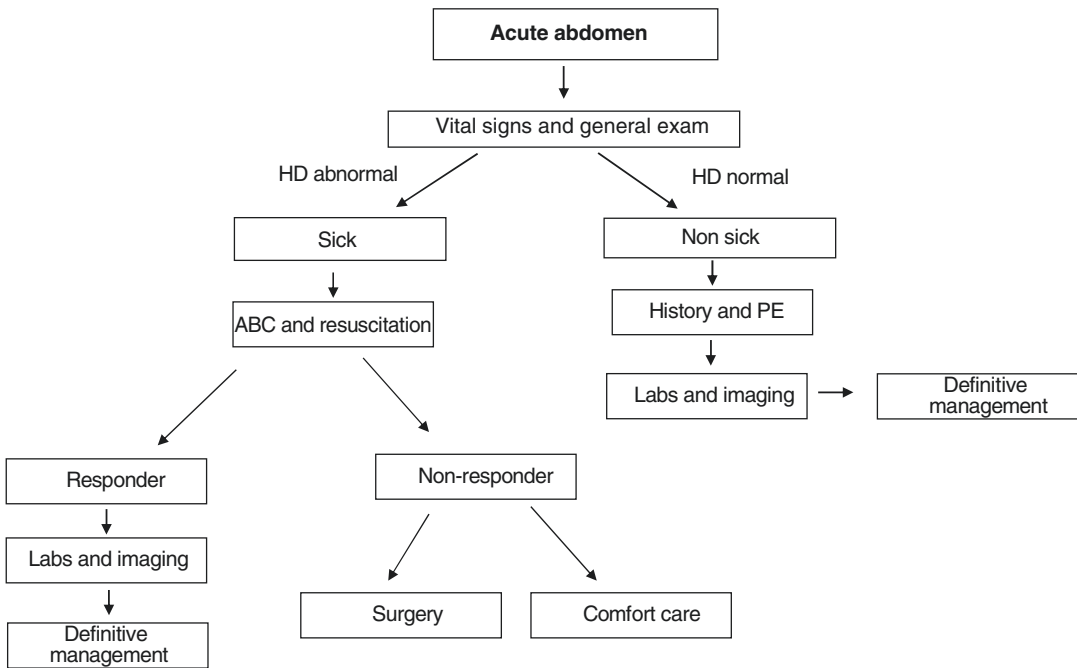 Acute abdomen
Vital signs and general exam
HD abnormal
HD normal
Sick
Non sick
ABC and resuscitation
History and PE
Labs and imaging
Definitive
management
Responder
Non-responder
Labs and imaging
Surgery
Comfort care
Definitive
management